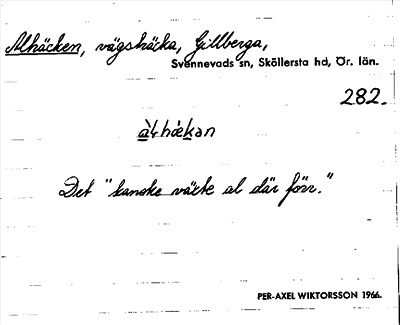 Alhäcken, vägsträcka, Gillberga,
Svennevads sn, Sköllersta hd, Ör. län.
282.
Det "kanske växte al där förr."
PER-AXEL WIKTORSSON 1966.